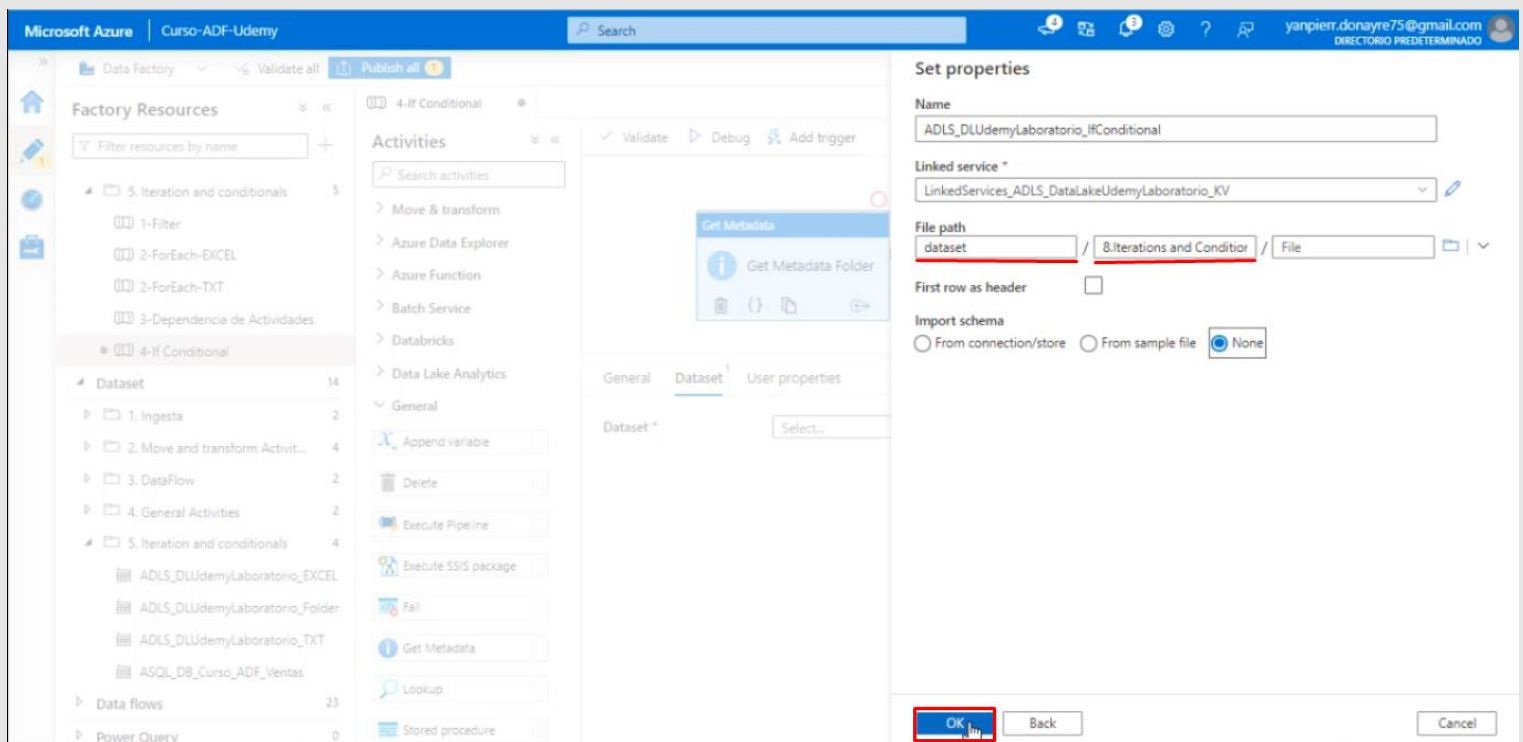 Microsoft Azure
Curso-ADF-Udemy
Search
4
3
yanpierr.donayre75@gmail.com
DIRECTORIO PREDETERMINADO
Data Factory
Validate all
Publish all 1
Factory Resources
Filter resources by name
5. Iteration and conditionals 5
1-Filter
2-ForEach-EXCEL
2-ForEach-TXT
3-Dependencia de Actividades
4-If Conditional
Dataset 14
1. Ingesta 2
2. Move and transform Activit... 4
3. DataFlow 2
4. General Activities 2
5. Iteration and conditionals 4
ADLS_DLUdemyLaboratorio_EXCEL
ADLS_DLUdemyLaboratorio_Folder
ADLS_DLUdemyLaboratorio_TXT
ASQL_DB_Curso_ADF_Ventas
Data flows 23
Power Query 0
4-If Conditional
Activities
Search activities
Move & transform
Azure Data Explorer
Azure Function
Batch Service
Databricks
Data Lake Analytics
General
Append variable
Delete
Execute Pipeline
Execute SSIS package
Fail
Get Metadata
Lookup
Stored procedure
Validate
Debug
Add trigger
Get Metadata
Get Metadata Folder
General
Dataset 1
User properties
Dataset *
Select...
Set properties
Name
ADLS_DLUdemyLaboratorio_IfConditional
Linked service *
LinkedServices_ADLS_DataLakeUdemyLaboratorio_KV
File path
dataset / 8.Iterations and Condition / File
First row as header
Import schema
From connection/store
From sample file
None
OK
Back
Cancel